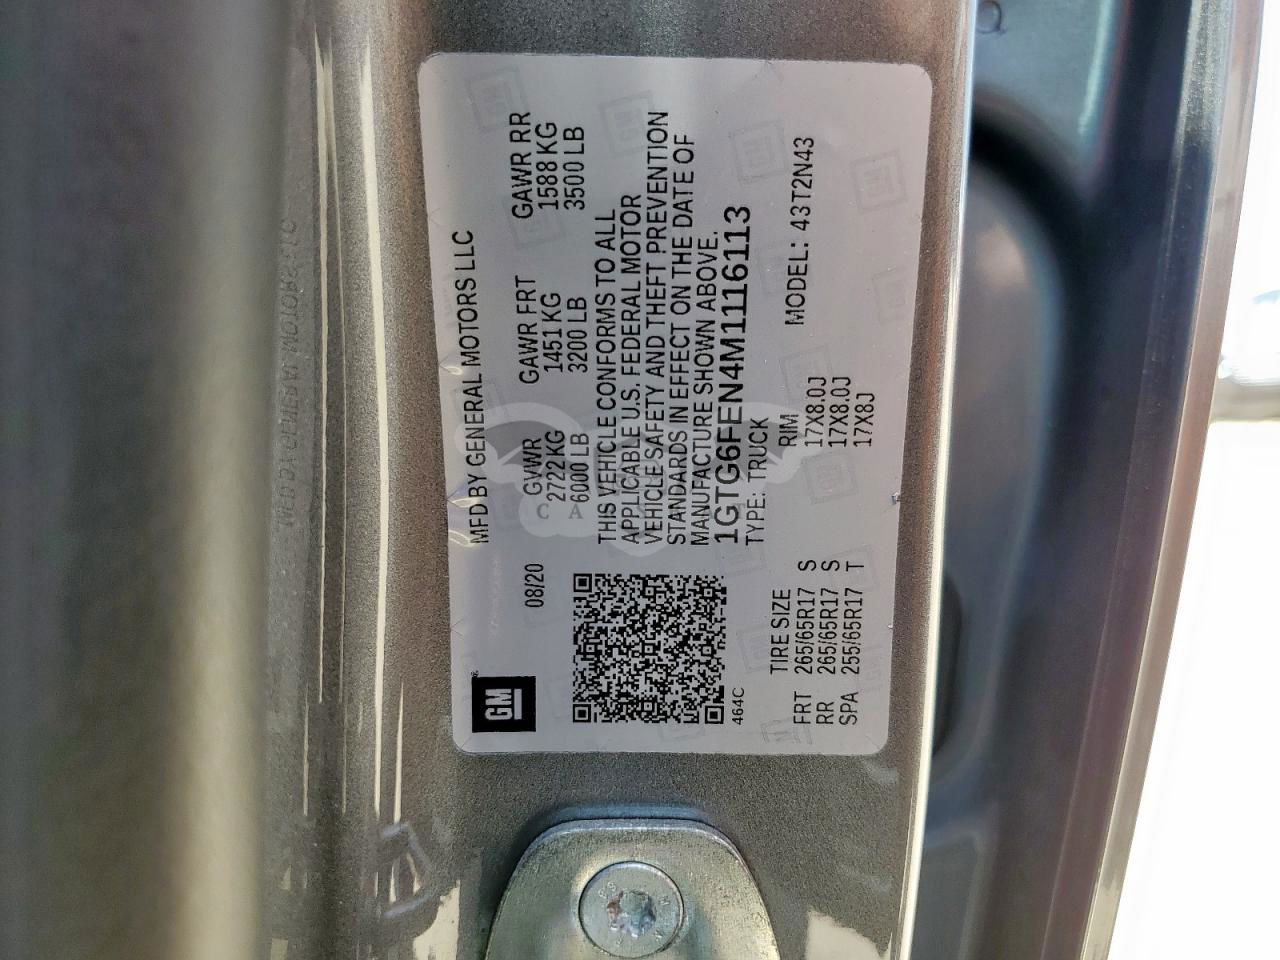 MFD BY GENERAL MOTORS LLC
GM
08/20 GVWR GAWR FRT GAWR RR
2722 KG 1451 KG 1588 KG
6000 LB 3200 LB 3500 LB
THIS VEHICLE CONFORMS TO ALL
APPLICABLE U.S. FEDERAL MOTOR
VEHICLE SAFETY AND THEFT PREVENTION
STANDARDS IN EFFECT ON THE DATE OF
MANUFACTURE SHOWN ABOVE.
1GTG6FEN4M1116113
464C TYPE: TRUCK
TIRE SIZE RIM MODEL: 43T2N43
FRT 265/65R17 S 17X8.0J
RR 265/65R17 S 17X8.0J
SPA 255/65R17 T 17X8J